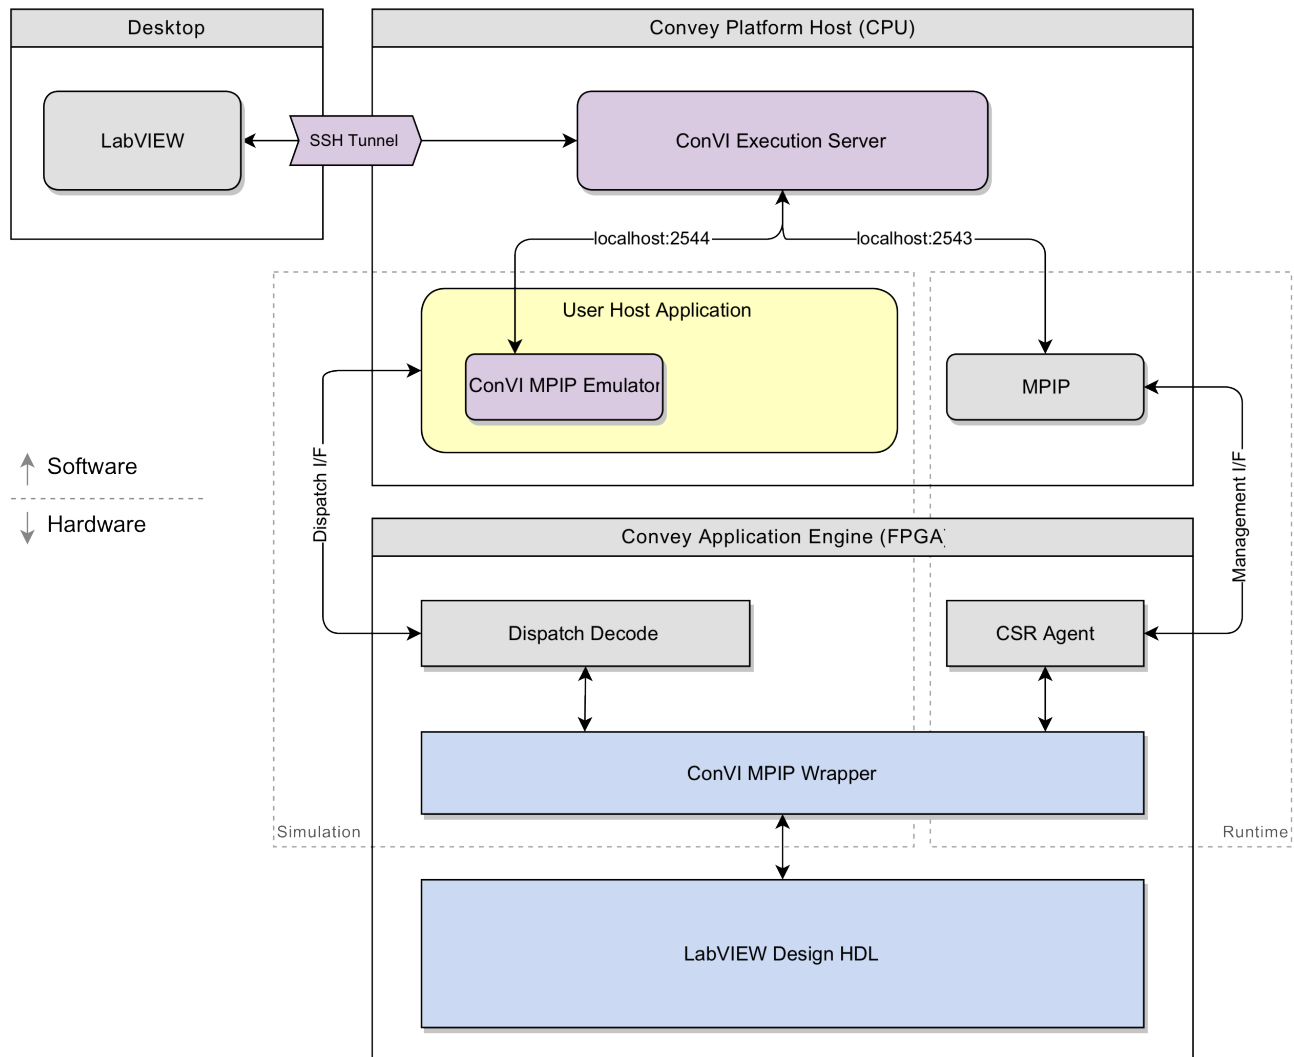 Desktop
Convey Platform Host (CPU)
LabVIEW
SSH Tunnel
ConVI Execution Server
localhost:2544
localhost:2543
User Host Application
ConVI MPIP Emulator
MPIP
Software
Hardware
Dispatch I/F
Management I/F
Convey Application Engine (FPGA)
Dispatch Decode
CSR Agent
ConVI MPIP Wrapper
Simulation
Runtime
LabVIEW Design HDL